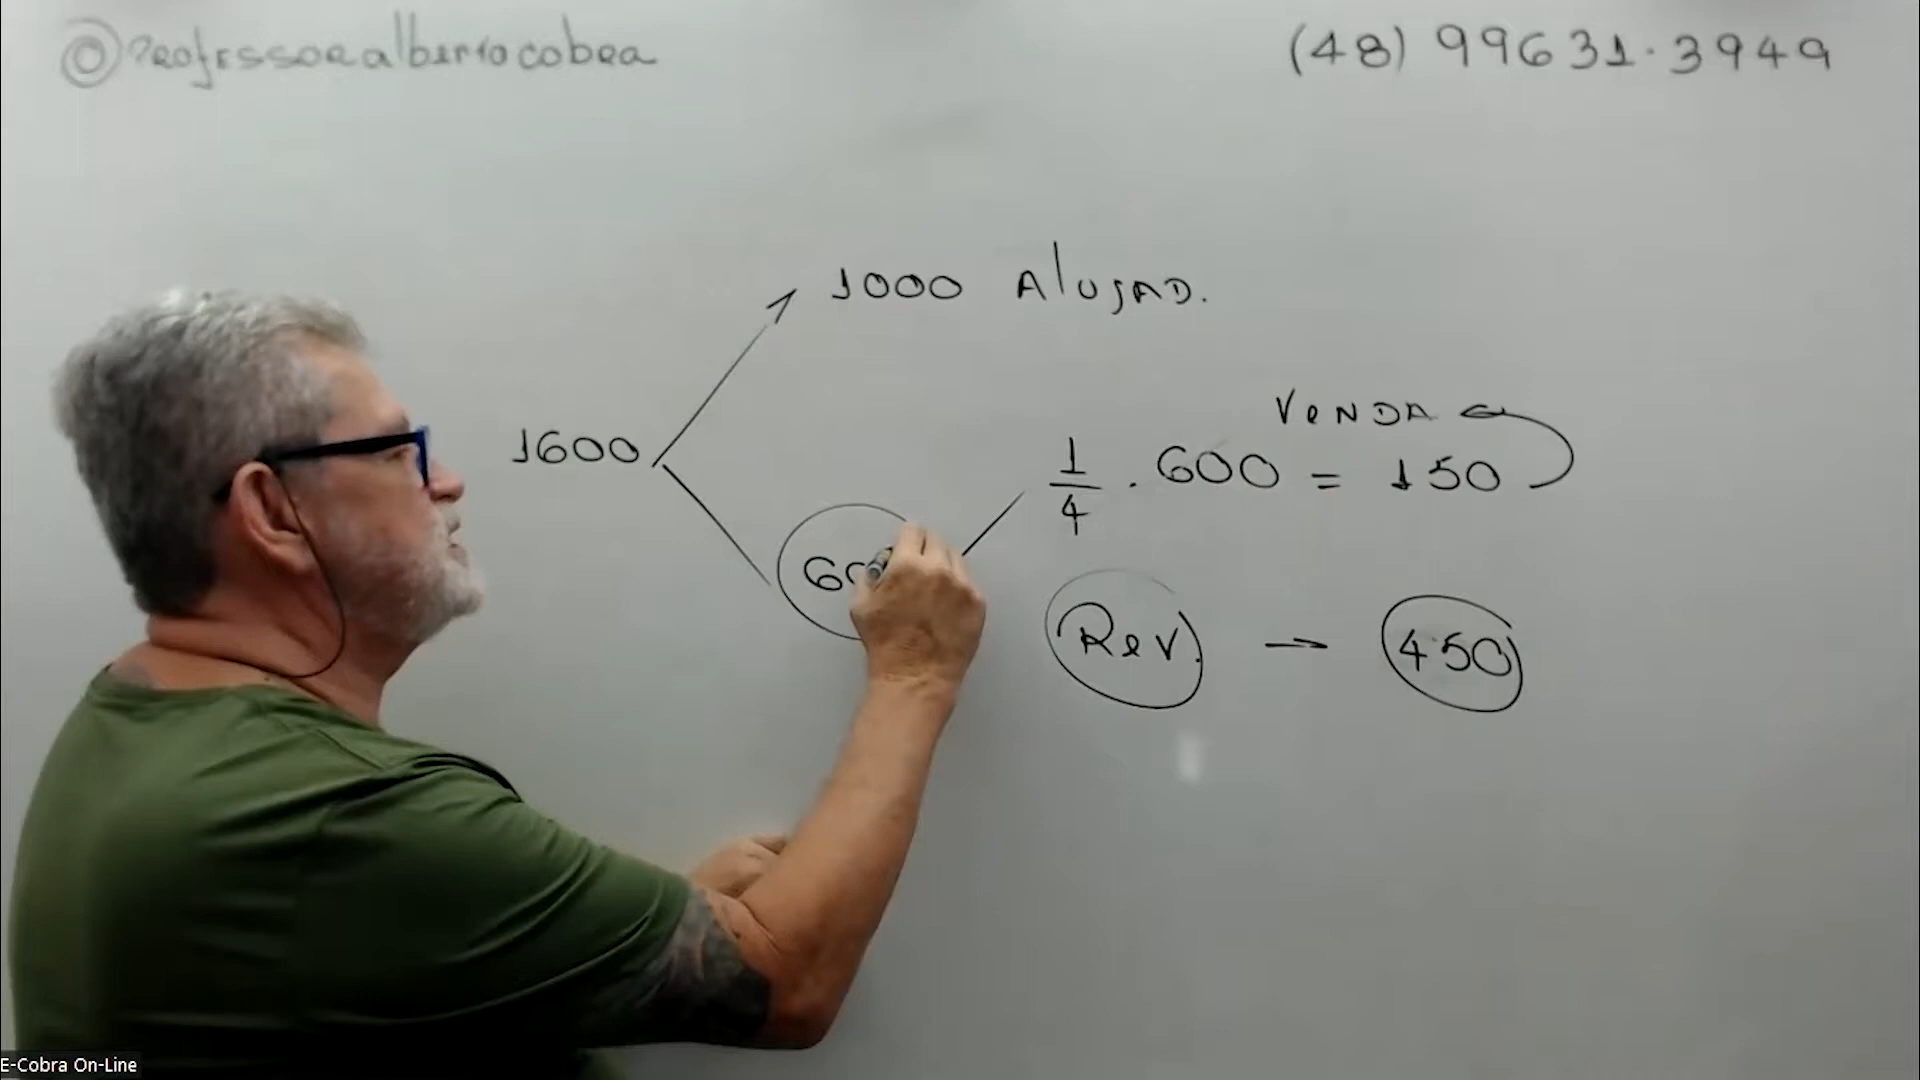 @Professoralbertocobra
(48) 99631.3949
1000 Alugad.
1600
VeNDA
1/4 . 600 = 150
Rev. → 450
E-Cobra On-Line